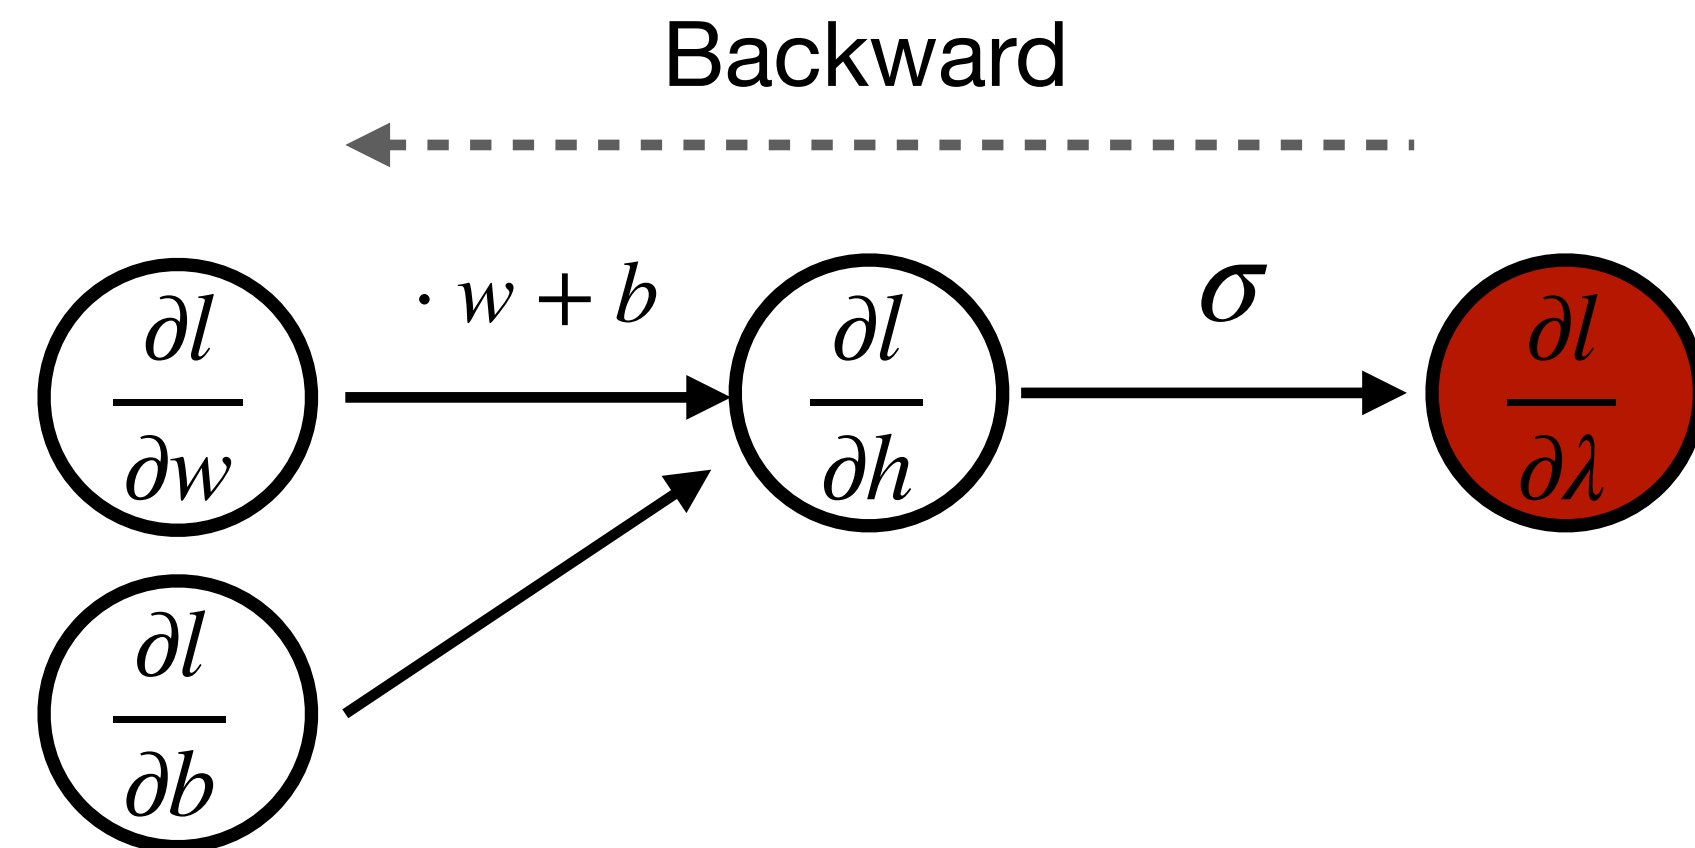 Backward
· w + b
σ
∂l
∂w
∂l
∂h
∂l
∂λ
∂l
∂b